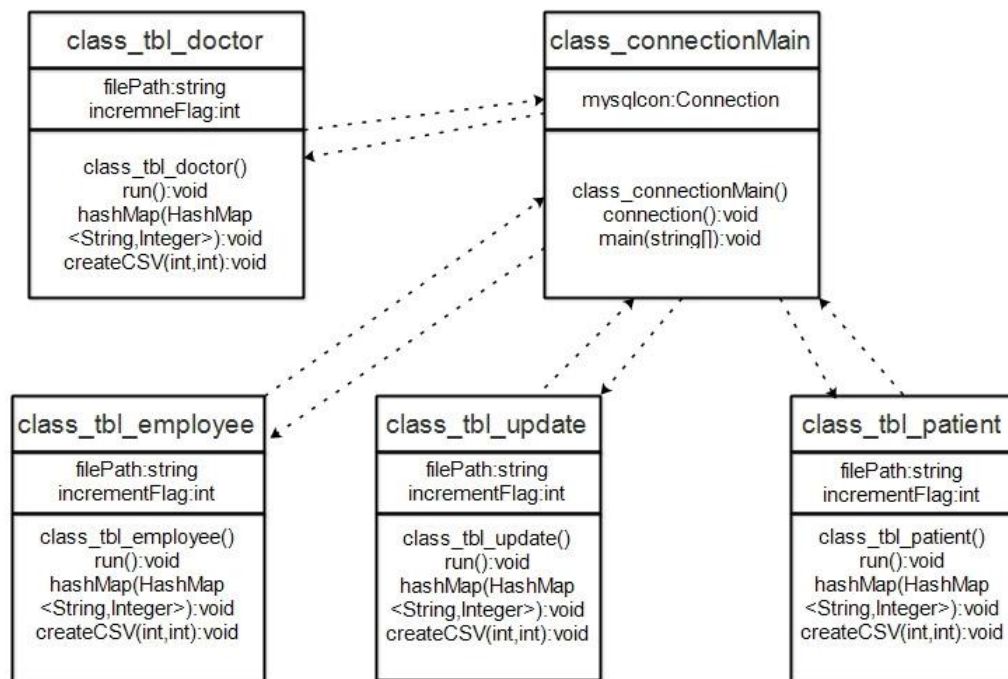 class_tbl_doctor
filePath:string
incremneFlag:int
class_tbl_doctor()
run():void
hashMap(HashMap
<String,Integer>):void
createCSV(int,int):void
class_connectionMain
mysqlcon:Connection
class_connectionMain()
connection():void
main(string[]):void
class_tbl_employee
filePath:string
incrementFlag:int
class_tbl_employee()
run():void
hashMap(HashMap
<String,Integer>):void
createCSV(int,int):void
class_tbl_update
filePath:string
incrementFlag:int
class_tbl_update()
run():void
hashMap(HashMap
<String,Integer>):void
createCSV(int,int):void
class_tbl_patient
filePath:string
incrementFlag:int
class_tbl_patient()
run():void
hashMap(HashMap
<String,Integer>):void
createCSV(int,int):void